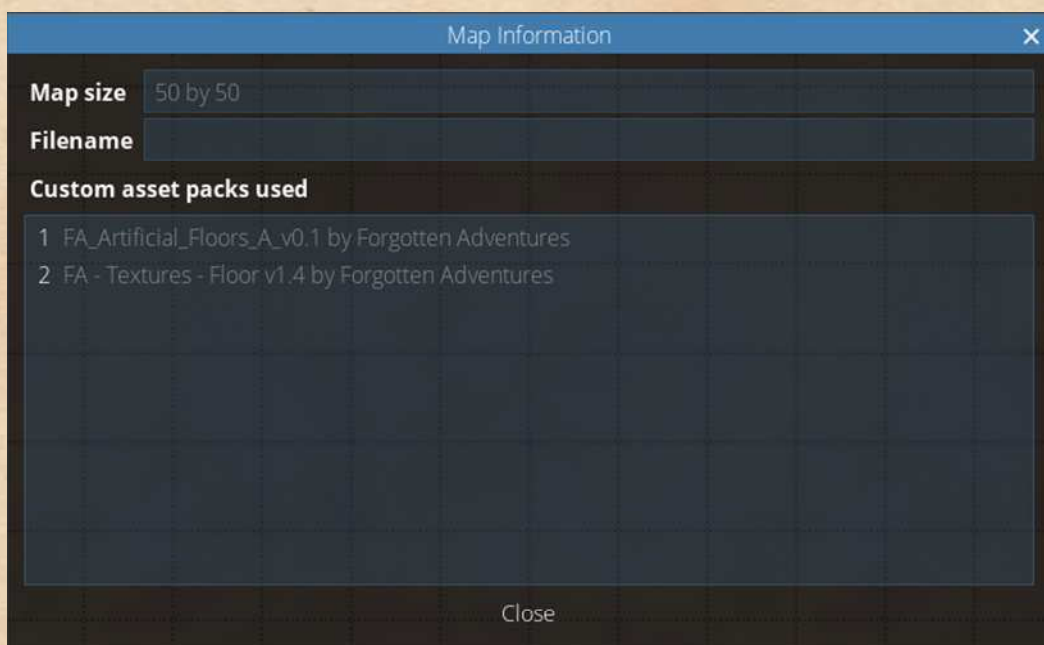 Map Information
Map size 50 by 50
Filename
Custom asset packs used
1 FA_Artificial_Floors_A_v0.1 by Forgotten Adventures
2 FA - Textures - Floor v1.4 by Forgotten Adventures
Close